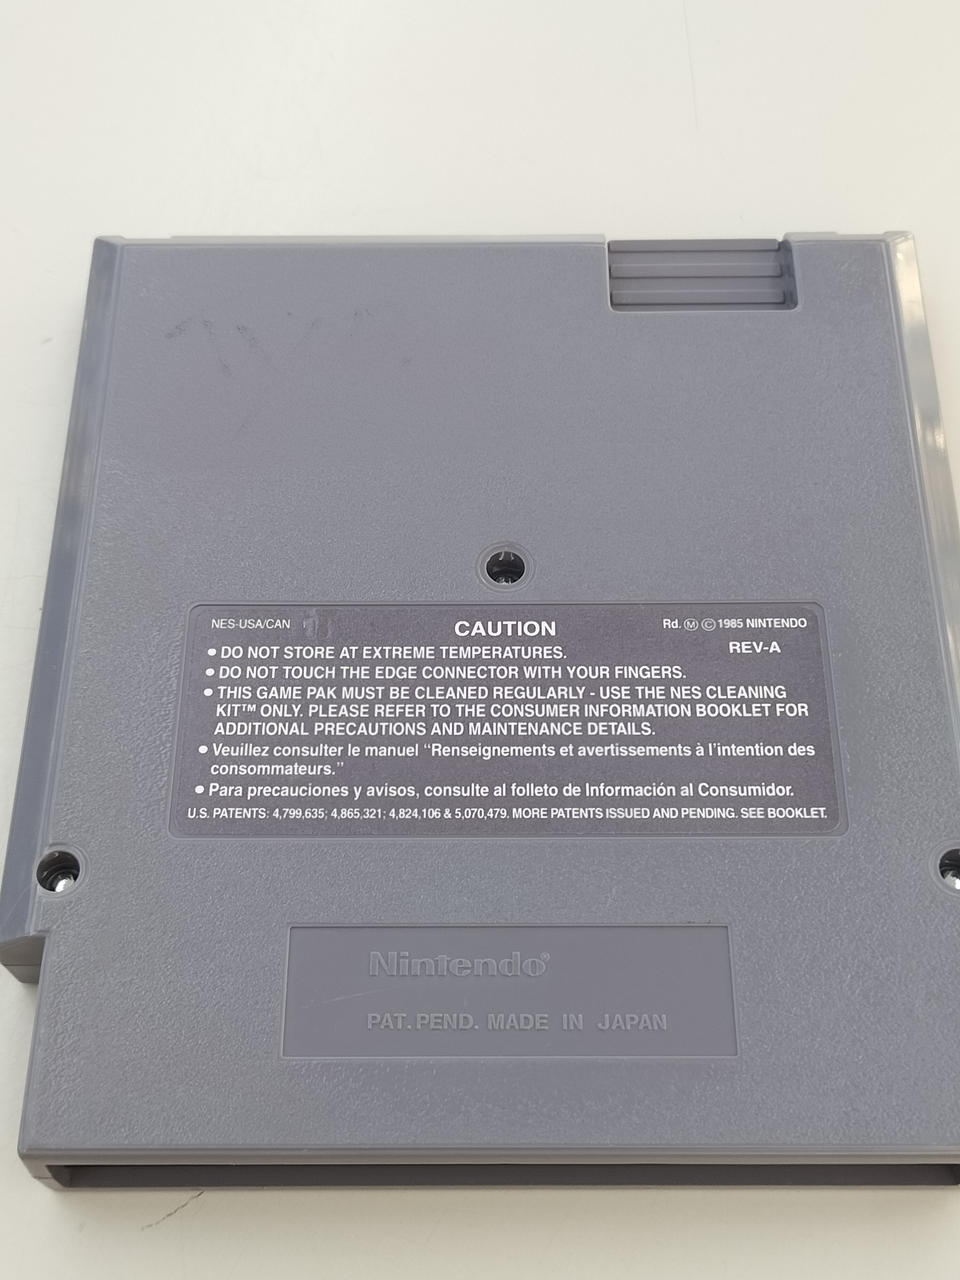 NES-USA/CAN
CAUTION
Rd. Ⓜ © 1985 NINTENDO
REV-A
• DO NOT STORE AT EXTREME TEMPERATURES.
• DO NOT TOUCH THE EDGE CONNECTOR WITH YOUR FINGERS.
• THIS GAME PAK MUST BE CLEANED REGULARLY - USE THE NES CLEANING
KIT™ ONLY. PLEASE REFER TO THE CONSUMER INFORMATION BOOKLET FOR
ADDITIONAL PRECAUTIONS AND MAINTENANCE DETAILS.
• Veuillez consulter le manuel “Renseignements et avertissements à l’intention des
consommateurs.”
• Para precauciones y avisos, consulte al folleto de Información al Consumidor.
U.S. PATENTS: 4,799,635; 4,865,321; 4,824,106 & 5,070,479. MORE PATENTS ISSUED AND PENDING. SEE BOOKLET.
Nintendo®
PAT. PEND. MADE IN JAPAN